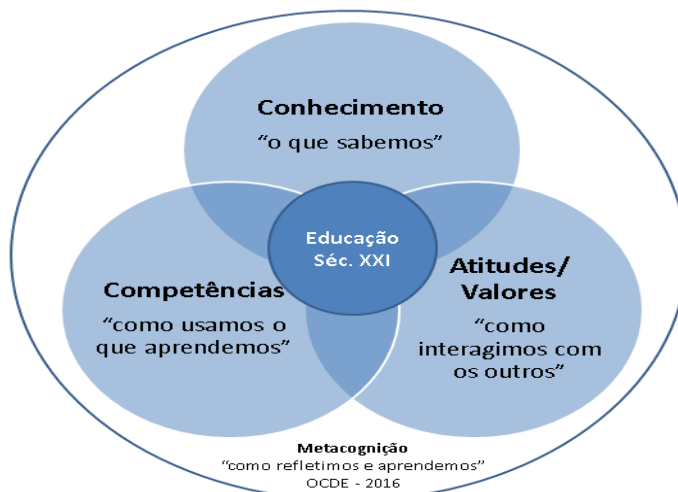 Conhecimento
“o que sabemos”
Educação
Séc. XXI
Competências
“como usamos o
que aprendemos”
Atitudes/
Valores
“como
interagimos com
os outros”
Metacognição
“como refletimos e aprendemos”
OCDE - 2016